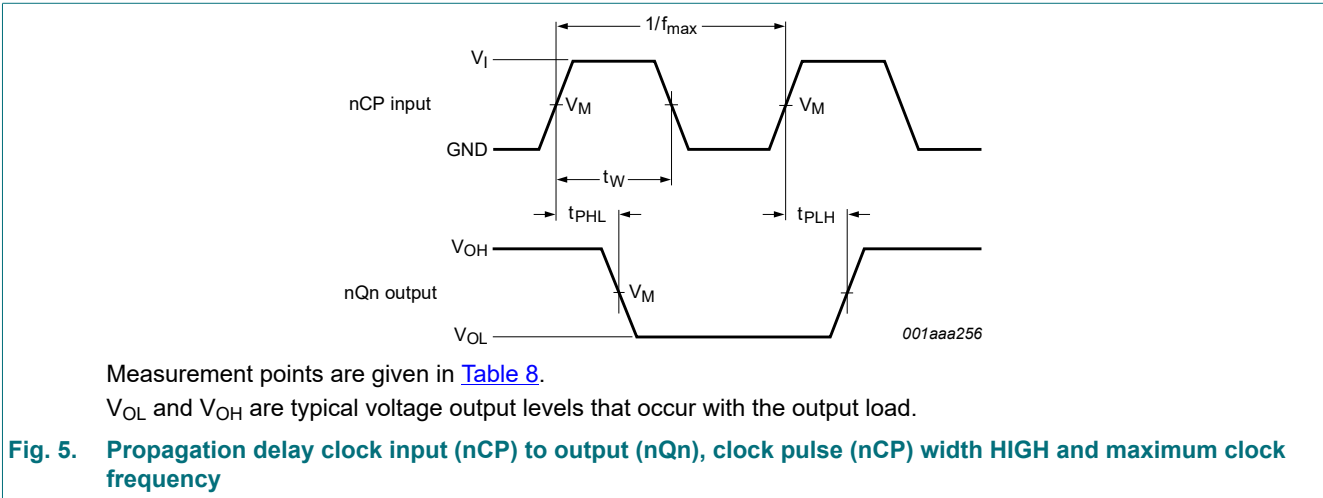 1/fmax
VI
nCP input
VM
VM
GND
tW
tPHL
tPLH
VOH
nQn output
VM
VOL
001aaa256
Measurement points are given in Table 8.
VOL and VOH are typical voltage output levels that occur with the output load.
Fig. 5. Propagation delay clock input (nCP) to output (nQn), clock pulse (nCP) width HIGH and maximum clock
frequency